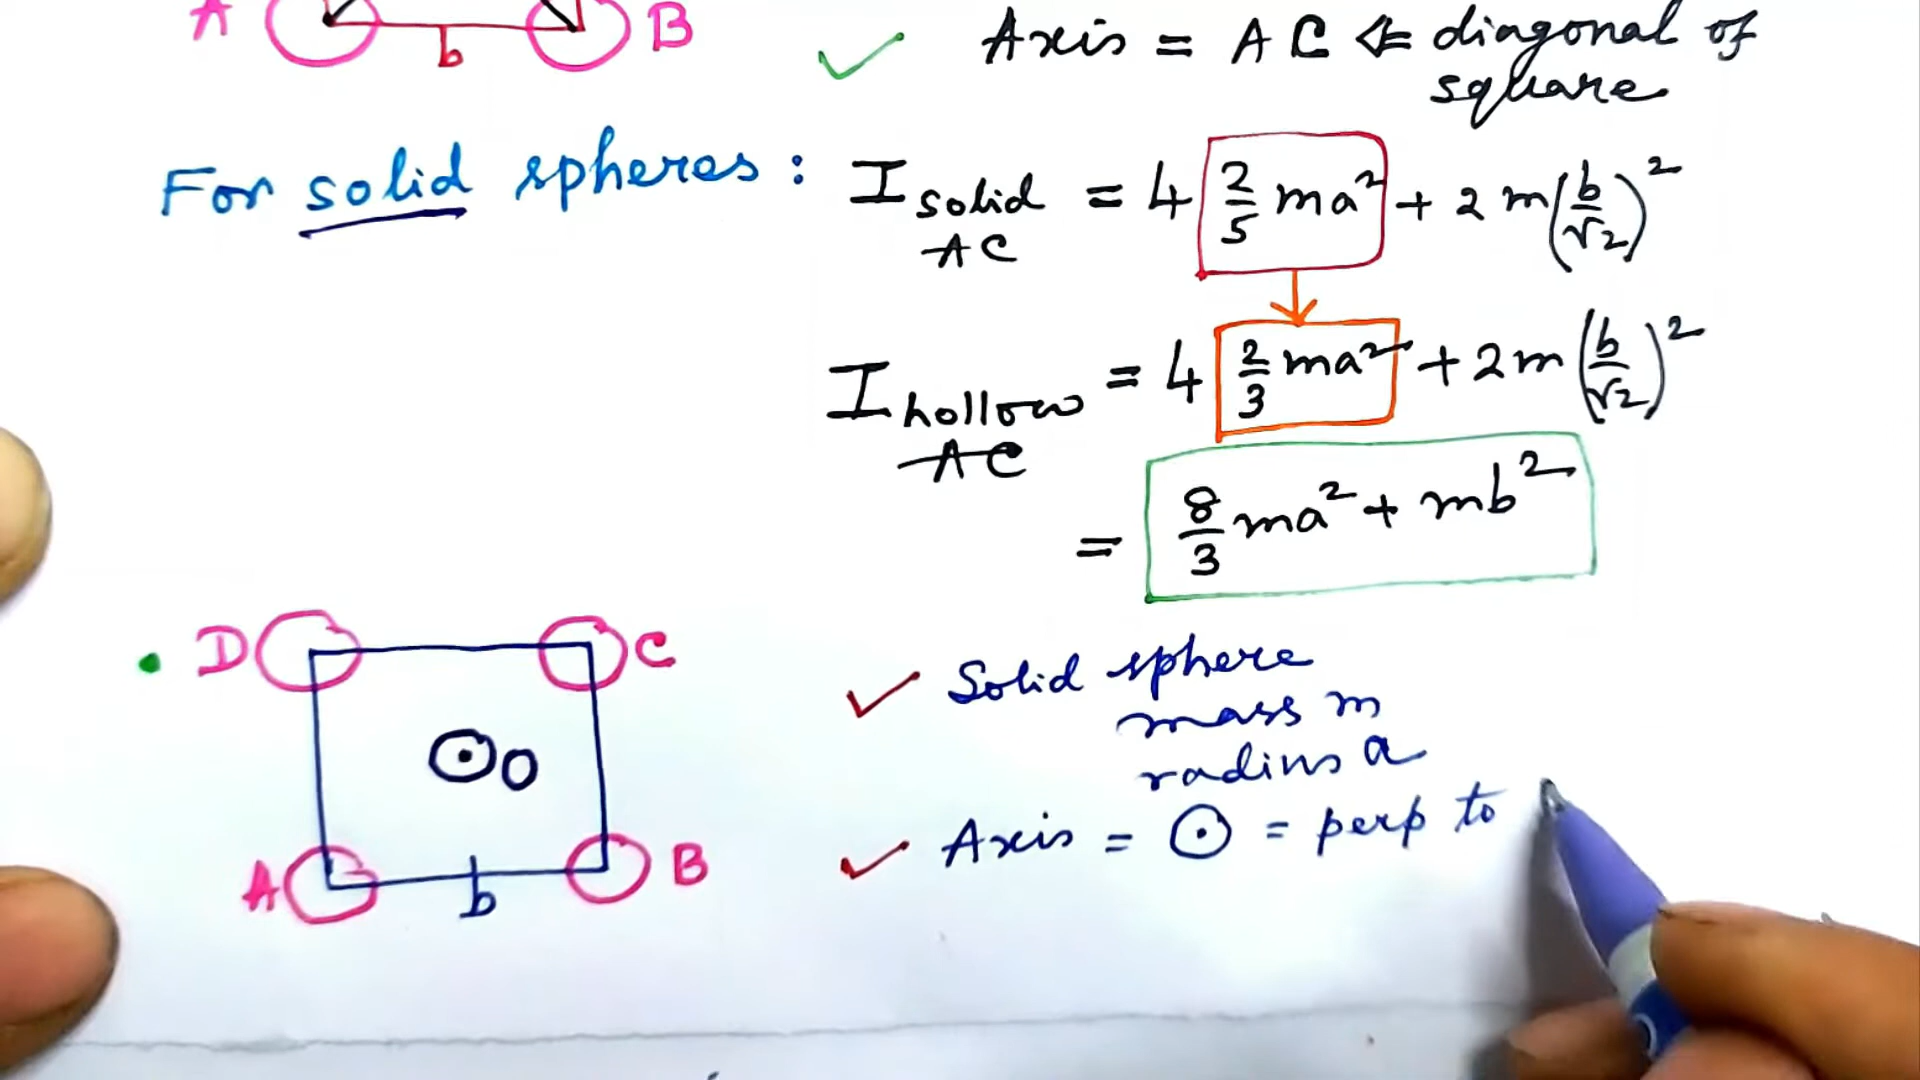 A b B
Axis = AC ⇐ diagonal of
square
For solid spheres : I solid AC = 4 2/5 ma² + 2m(b/√2)²
I hollow AC = 4 2/3 ma² + 2m(b/√2)²
= 8/3 ma² + mb²
D C
O
A b B
Solid sphere
mass m
radius a
Axis = ⊙ = perp to